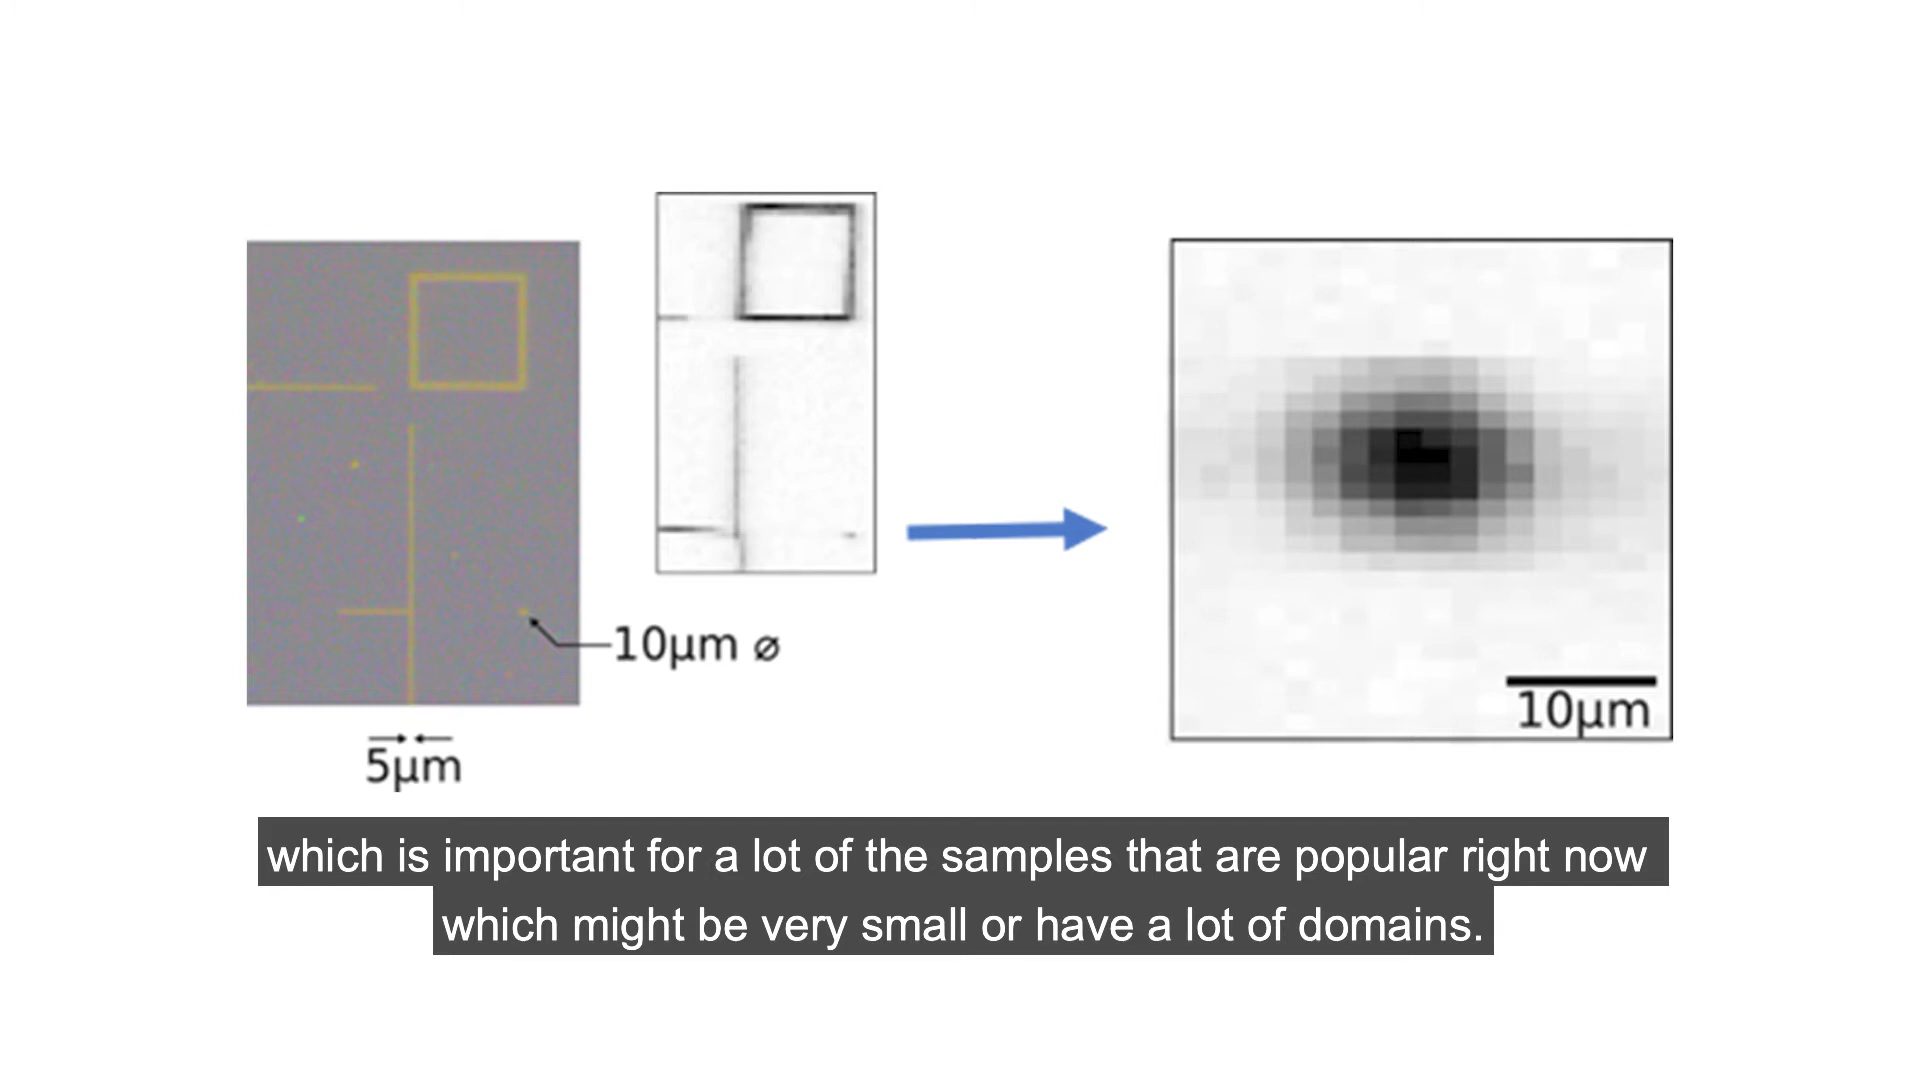 10µm ⌀
5µm
10µm
which is important for a lot of the samples that are popular right now
which might be very small or have a lot of domains.